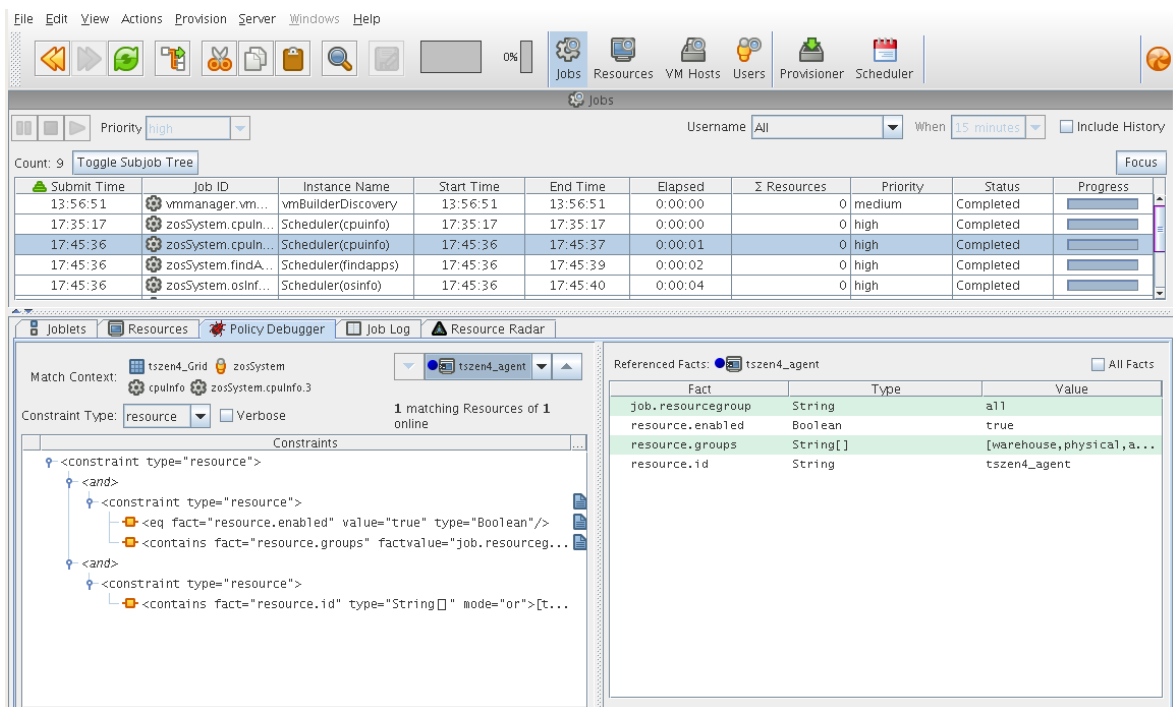 File Edit View Actions Provision Server Windows Help
0%
Jobs Resources VM Hosts Users Provisioner Scheduler
Jobs
Priority high Username All When 15 minutes Include History
Count: 9 Toggle Subjob Tree Focus
Submit Time Job ID Instance Name Start Time End Time Elapsed Σ Resources Priority Status Progress
13:56:51 vmmanager.vm... vmBuilderDiscovery 13:56:51 13:56:51 0:00:00 0 medium Completed
17:35:17 zosSystem.cpuIn... Scheduler(cpuinfo) 17:35:17 17:35:17 0:00:00 0 high Completed
17:45:36 zosSystem.cpuIn... Scheduler(cpuinfo) 17:45:36 17:45:37 0:00:01 0 high Completed
17:45:36 zosSystem.findA... Scheduler(findapps) 17:45:36 17:45:39 0:00:02 0 high Completed
17:45:36 zosSystem.osInf... Scheduler(osinfo) 17:45:36 17:45:40 0:00:04 0 high Completed
Joblets Resources Policy Debugger Job Log Resource Radar
Match Context: tszen4_Grid zosSystem
cpuInfo zosSystem.cpuInfo.3
tszen4_agent
Constraint Type: resource Verbose
1 matching Resources of 1
online
Constraints ...
<constraint type="resource">
<and>
<constraint type="resource">
<eq fact="resource.enabled" value="true" type="Boolean"/>
<contains fact="resource.groups" factvalue="job.resourceg...
<and>
<constraint type="resource">
<contains fact="resource.id" type="String[]" mode="or">[t...
Referenced Facts: tszen4_agent All Facts
Fact Type Value
job.resourcegroup String all
resource.enabled Boolean true
resource.groups String[] [warehouse,physical,a...
resource.id String tszen4_agent